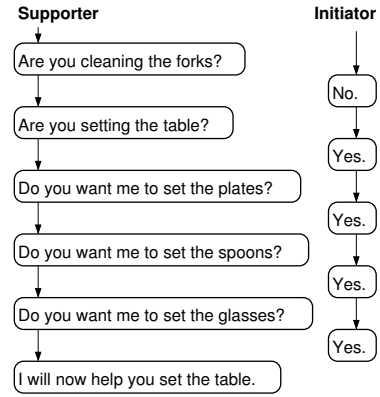 Supporter
Initiator
Are you cleaning the forks?
No.
Are you setting the table?
Yes.
Do you want me to set the plates?
Yes.
Do you want me to set the spoons?
Yes.
Do you want me to set the glasses?
Yes.
I will now help you set the table.